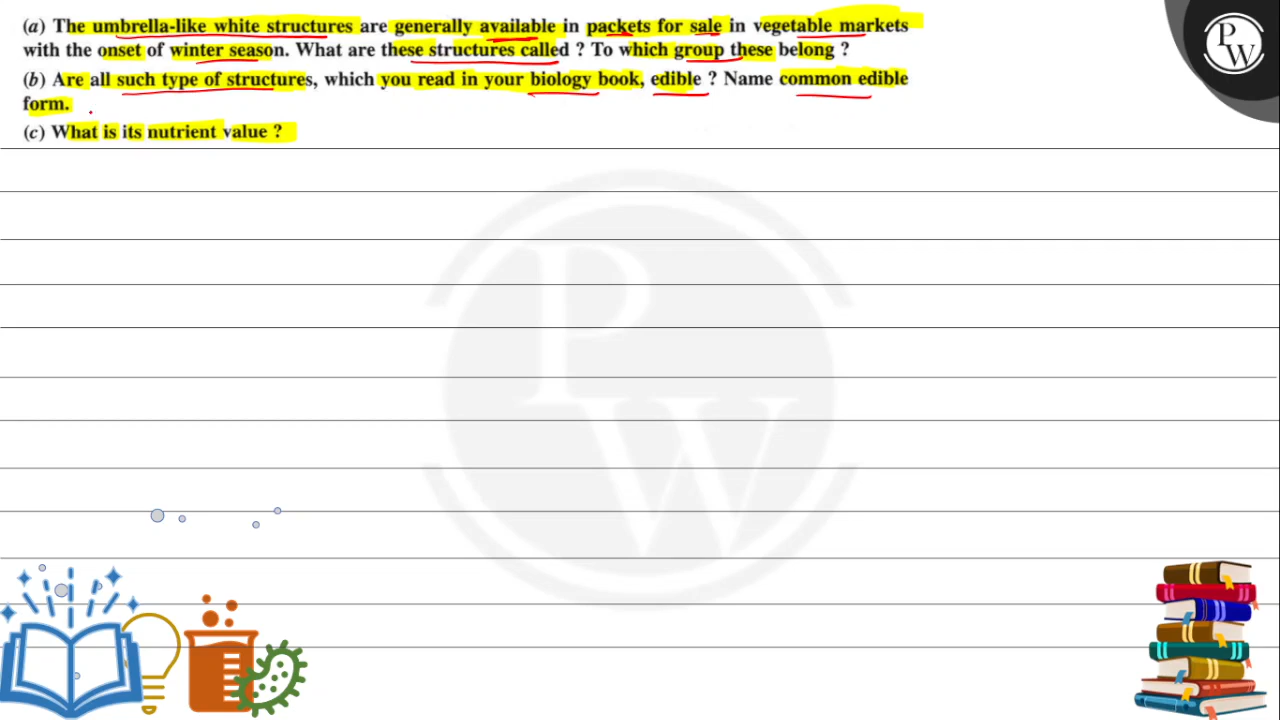 (a) The umbrella-like white structures are generally available in packets for sale in vegetable markets
with the onset of winter season. What are these structures called ? To which group these belong ?
(b) Are all such type of structures, which you read in your biology book, edible ? Name common edible
form.
(c) What is its nutrient value ?
P
W
P
W